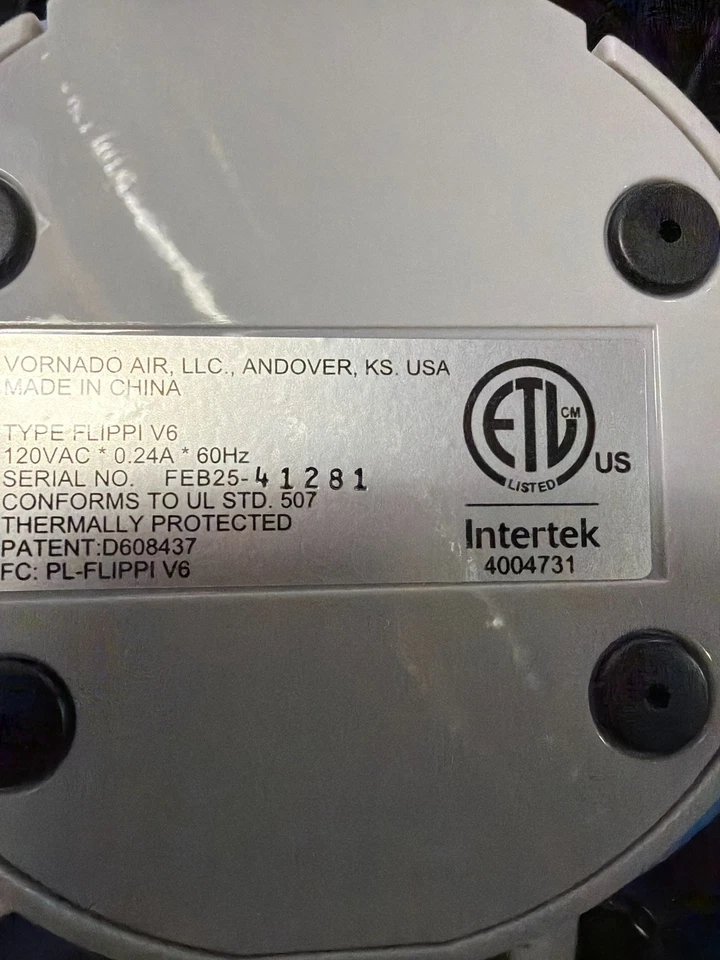 VORNADO AIR, LLC., ANDOVER, KS. USA
MADE IN CHINA
TYPE FLIPPI V6
120VAC * 0.24A * 60Hz
SERIAL NO. FEB25-41281
CONFORMS TO UL STD. 507
THERMALLY PROTECTED
PATENT:D608437
FC: PL-FLIPPI V6
ETL CM
US
LISTED
Intertek
4004731